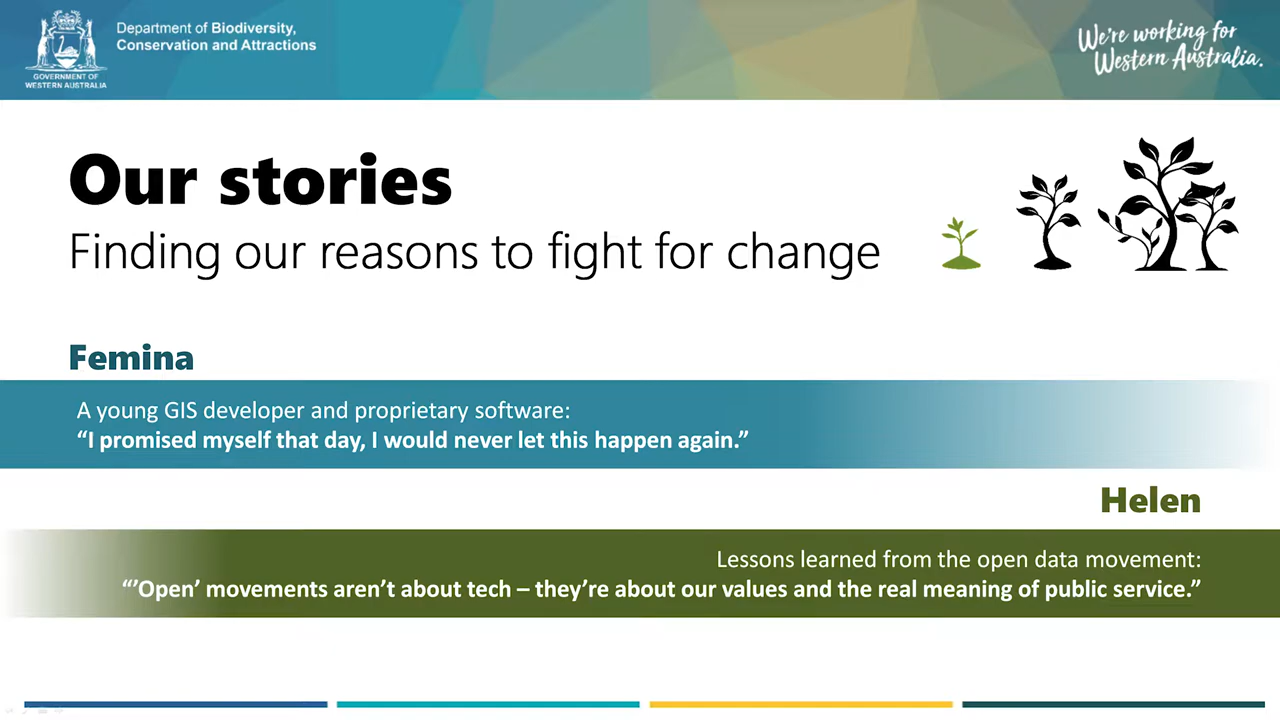 GOVERNMENT OF
WESTERN AUSTRALIA
Department of Biodiversity,
Conservation and Attractions
We're working for
Western Australia.
Our stories
Finding our reasons to fight for change
Femina
A young GIS developer and proprietary software:
“I promised myself that day, I would never let this happen again.”
Helen
Lessons learned from the open data movement:
“’Open’ movements aren’t about tech – they’re about our values and the real meaning of public service.”